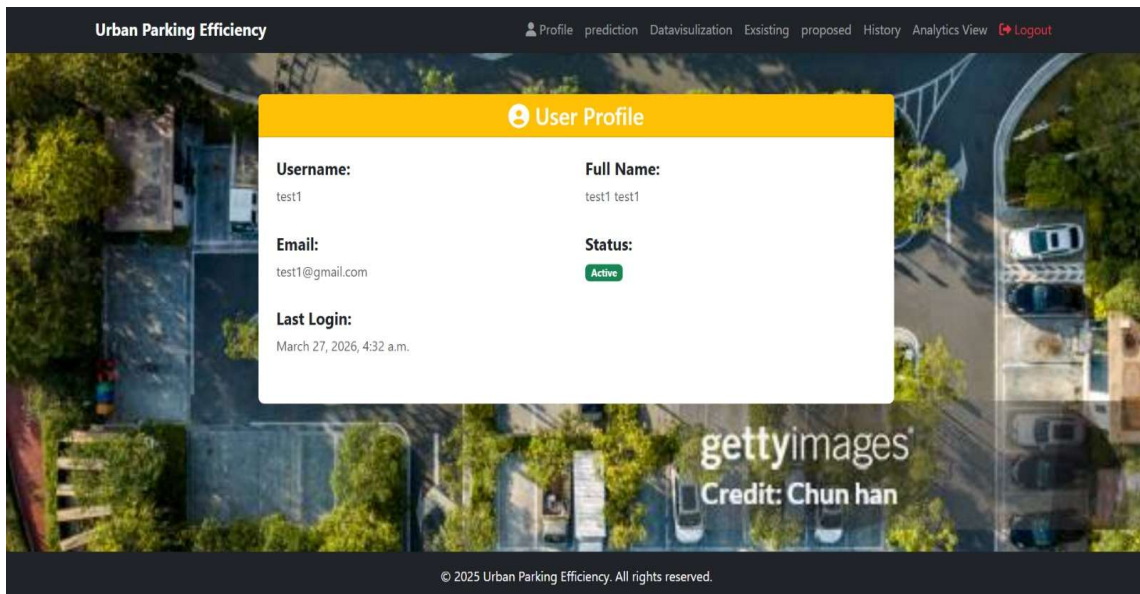 Urban Parking Efficiency
Profile prediction Datavisulization Exsisting proposed History Analytics View Logout
User Profile
Username: Full Name:
test1 test1 test1
Email: Status:
test1@gmail.com Active
Last Login:
March 27, 2026, 4:32 a.m.
gettyimages®
Credit: Chun han
© 2025 Urban Parking Efficiency. All rights reserved.